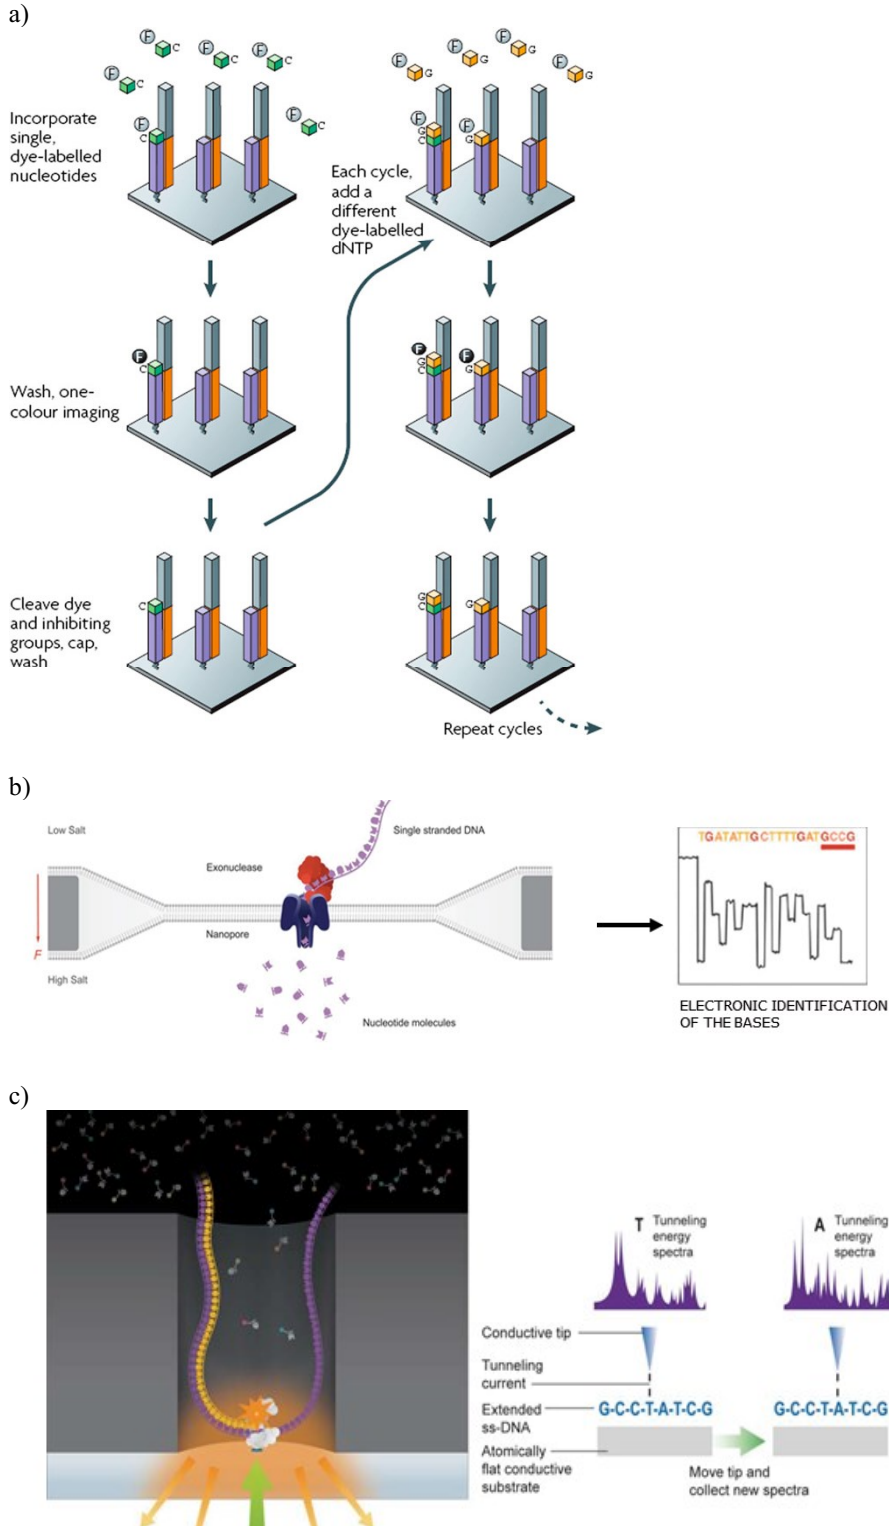 a)
F C
F C
F C
F C
F C
F
C
Incorporate
single,
dye-labelled
nucleotides
F G
F G
F G
F G
F
G
C
F
G
Each cycle,
add a
different
dye-labelled
dNTP
F
C
Wash, one-
colour imaging
F
G
C
F
G
C
Cleave dye
and inhibiting
groups, cap,
wash
G
C
G
Repeat cycles
b)
Low Salt
Single stranded DNA
Exonuclease
Nanopore
F
High Salt
Nucleotide molecules
TGATATTGCTTTTGATGCCG
ELECTRONIC IDENTIFICATION
OF THE BASES
c)
T Tunneling
energy
spectra
A Tunneling
energy
spectra
Conductive tip
Tunneling
current
Extended
ss-DNA
G-C-C-T-A-T-C-G
G-C-C-T-A-T-C-G
Atomically
flat conductive
substrate
Move tip and
collect new spectra